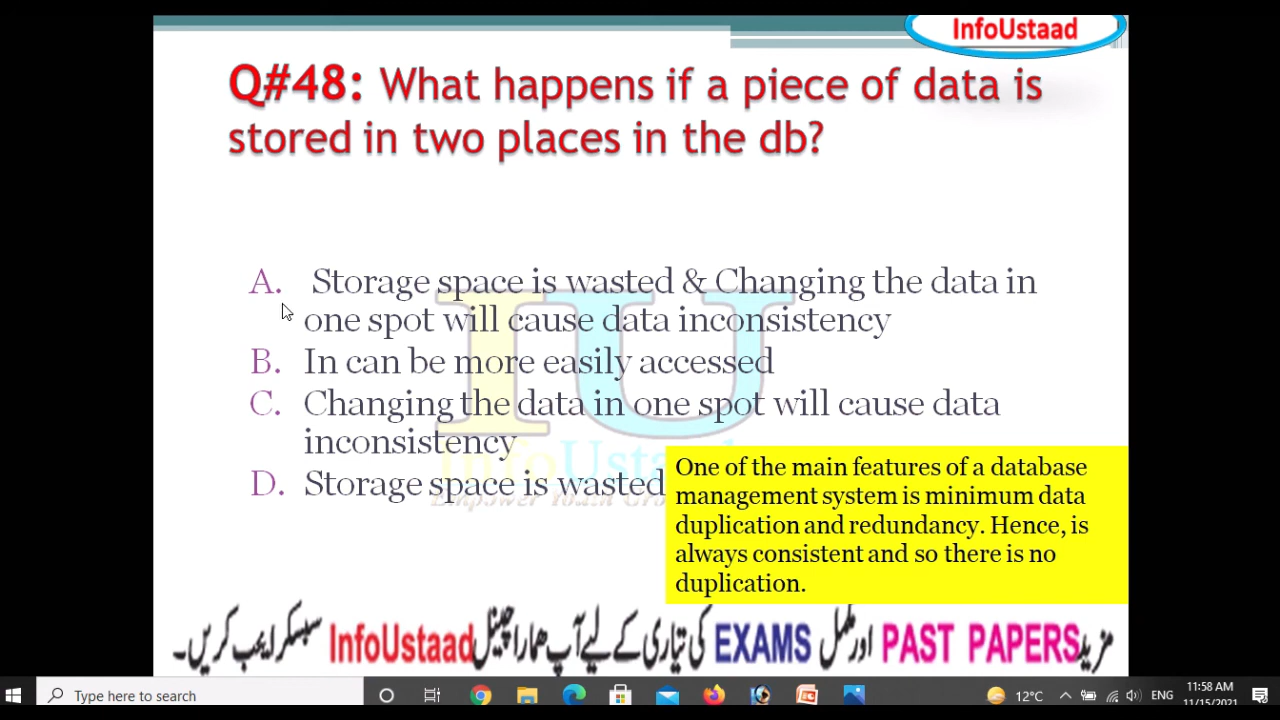 InfoUstaad
Q#48: What happens if a piece of data is
stored in two places in the db?
A. Storage space is wasted & Changing the data in
one spot will cause data inconsistency
B. In can be more easily accessed
C. Changing the data in one spot will cause data
inconsistency
D. Storage space is wasted
One of the main features of a database
management system is minimum data
duplication and redundancy. Hence, is
always consistent and so there is no
duplication.
IU
مزید PAST PAPERS اور مکمل EXAMS کی تیاری کے لیے آپ ہمارا چینل InfoUstaad سبسکرائب کریں۔
Type here to search
12°C
ENG
11:58 AM
11/15/2021